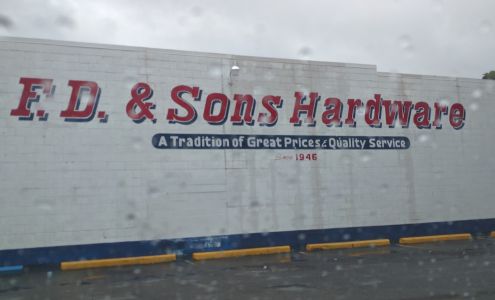 F.D. & Sons Hardware
A Tradition of Great Prices & Quality Service
Since 1946